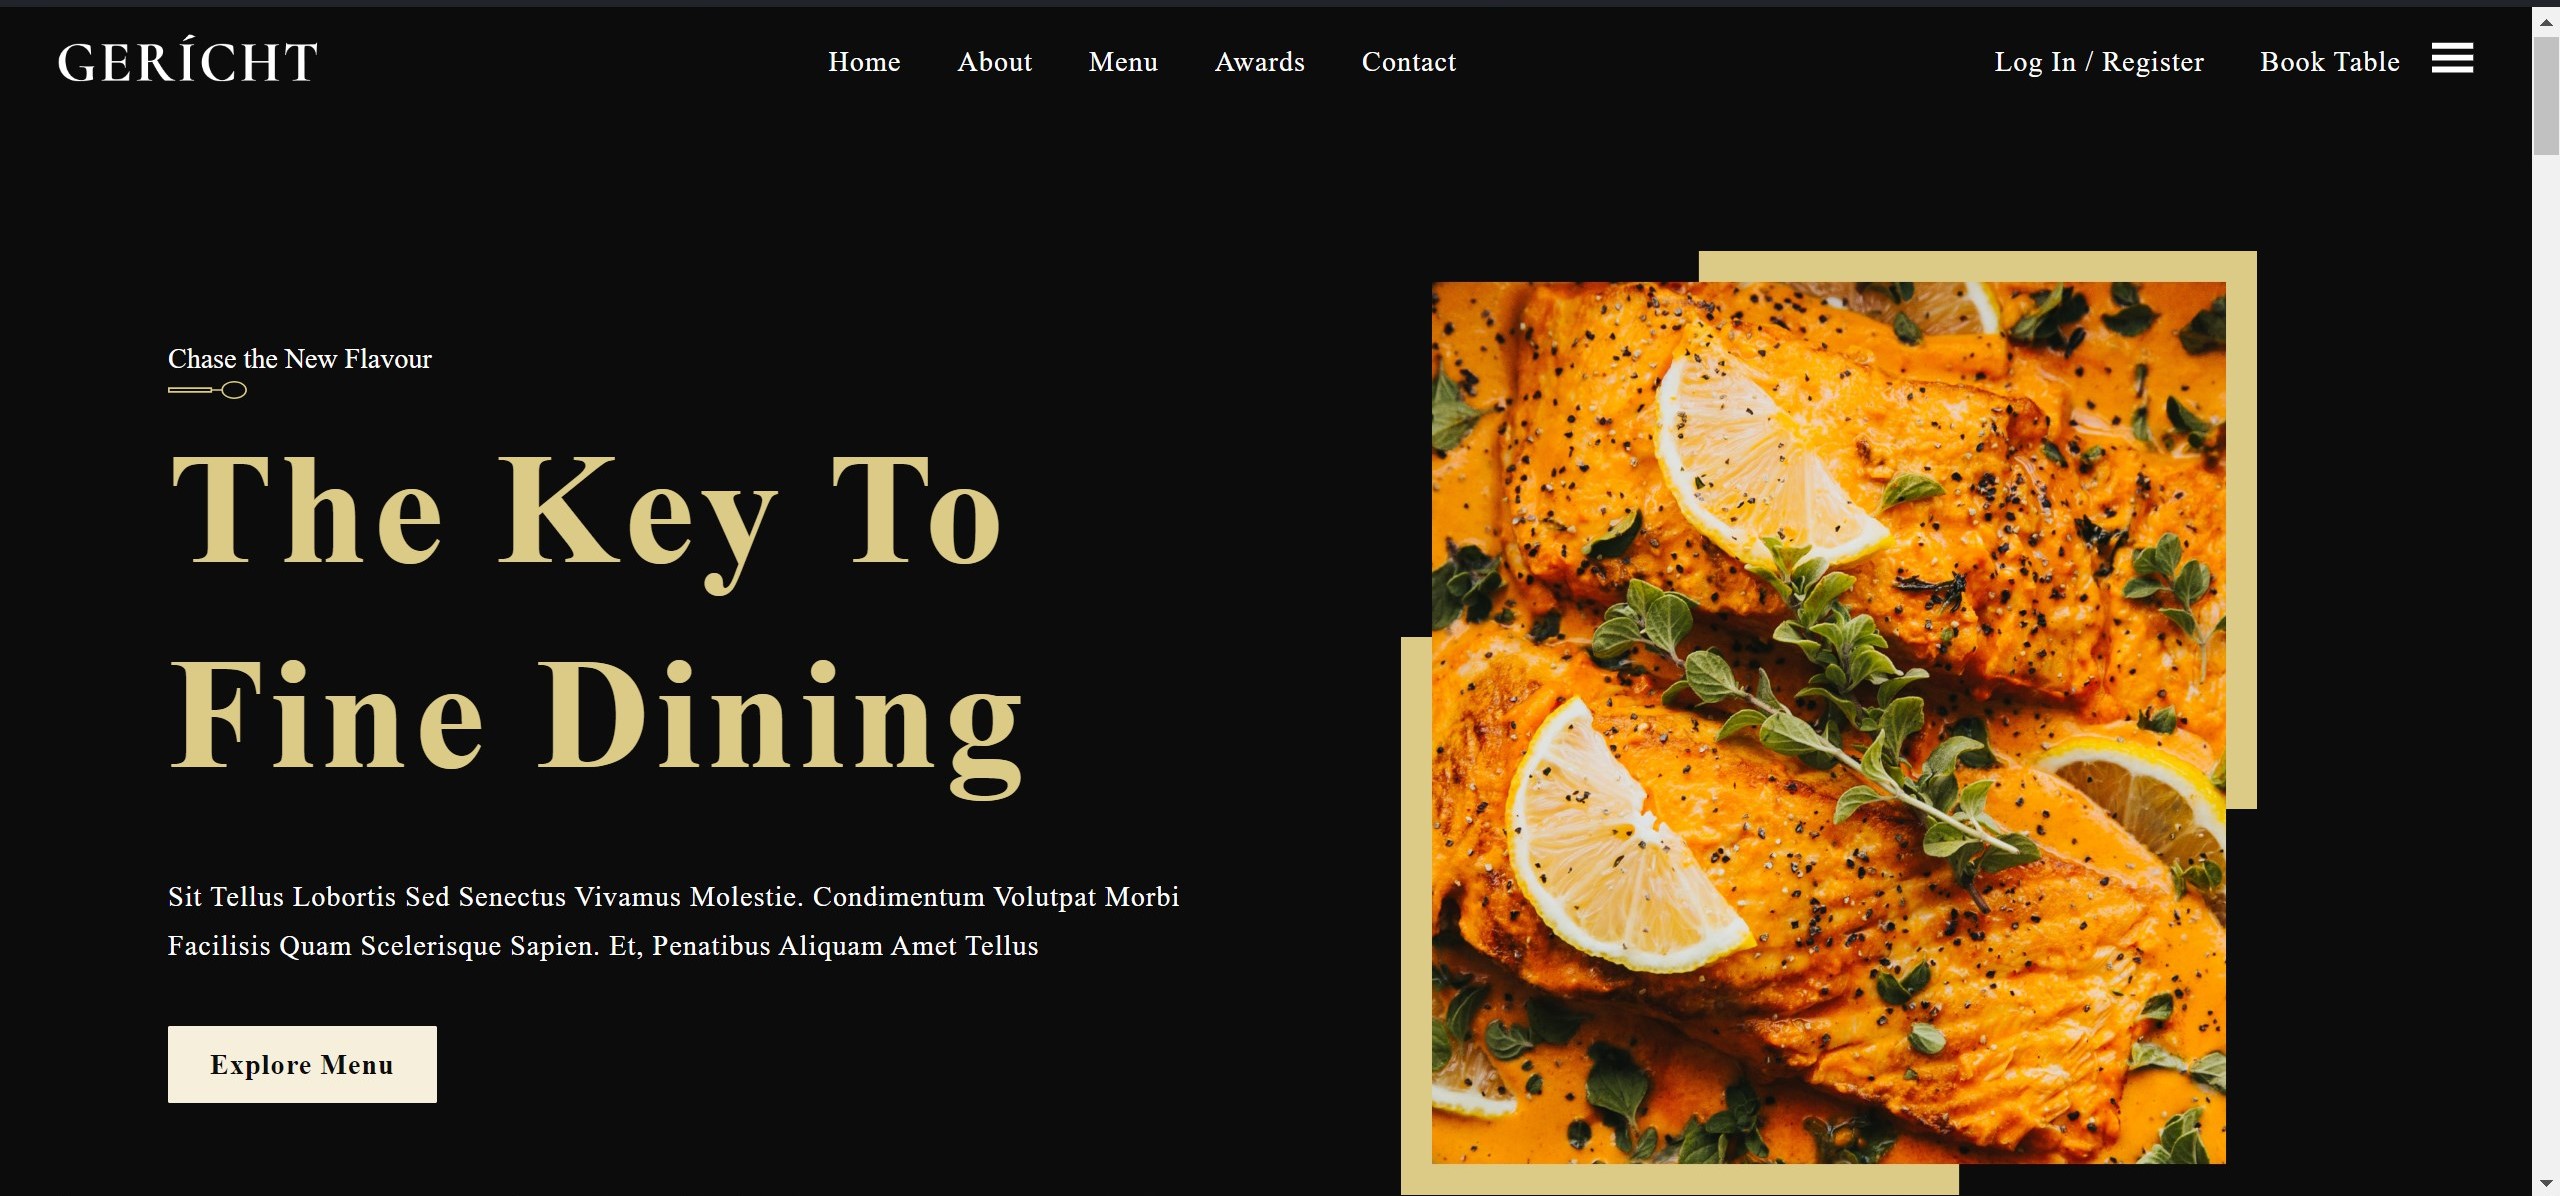 GERÍCHT
Home About Menu Awards Contact
Log In / Register Book Table
Chase the New Flavour
The Key To
Fine Dining
Sit Tellus Lobortis Sed Senectus Vivamus Molestie. Condimentum Volutpat Morbi
Facilisis Quam Scelerisque Sapien. Et, Penatibus Aliquam Amet Tellus
Explore Menu